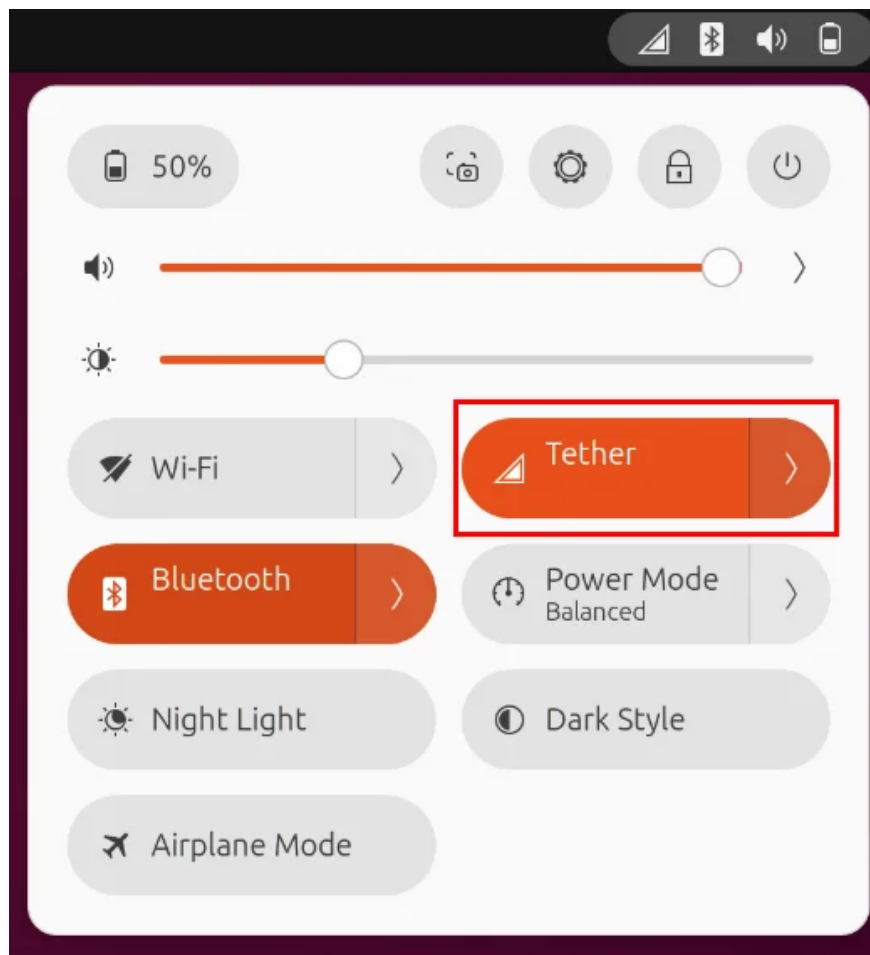 50%
Wi-Fi
Tether
Bluetooth
Power Mode
Balanced
Night Light
Dark Style
Airplane Mode